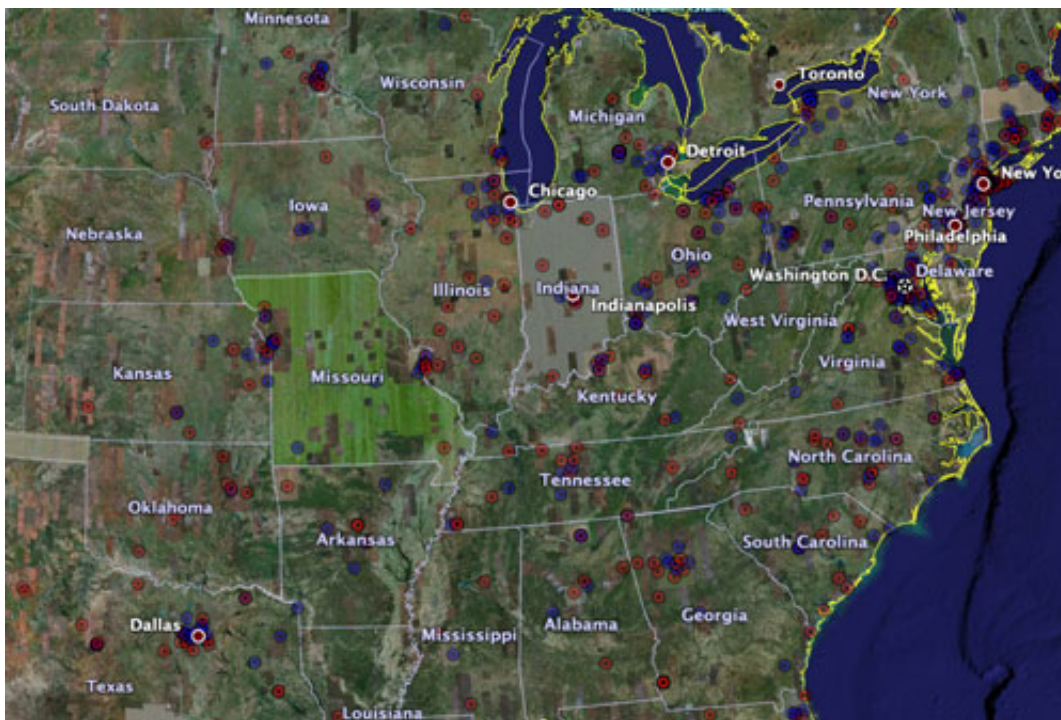 Minnesota
Toronto
Wisconsin
New York
South Dakota
Michigan
Detroit
Chicago
New Yo
Iowa
Pennsylvania
New Jersey
Nebraska
Philadelphia
Ohio
Washington D.C.
Delaware
Illinois
Indiana
Indianapolis
West Virginia
Virginia
Kansas
Missouri
Kentucky
North Carolina
Tennessee
Oklahoma
Arkansas
South Carolina
Georgia
Dallas
Mississippi
Alabama
Texas
Louisiana